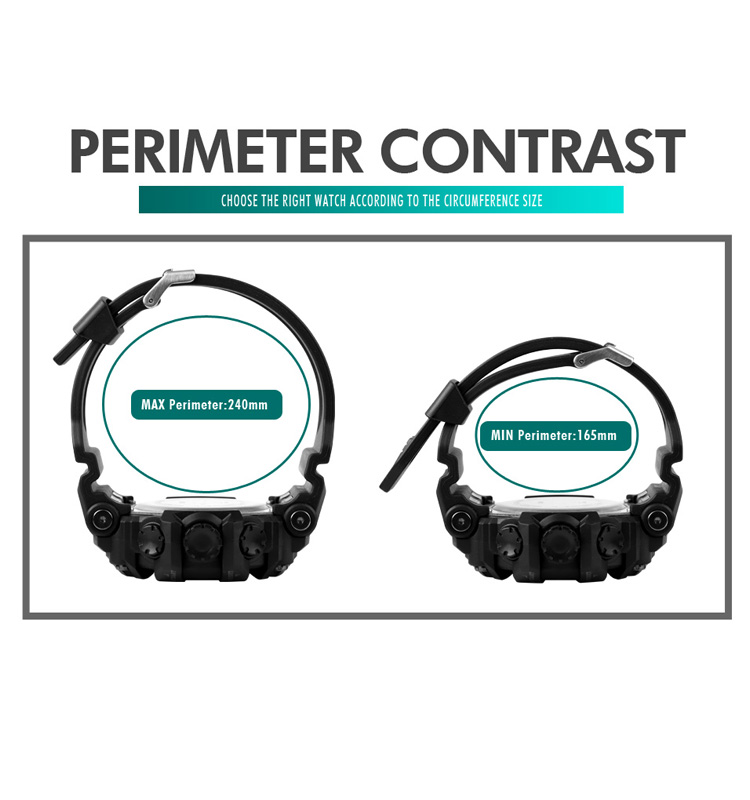 PERIMETER CONTRAST
CHOOSE THE RIGHT WATCH ACCORDING TO THE CIRCUMFERENCE SIZE
MAX Perimeter:240mm
MIN Perimeter:165mm